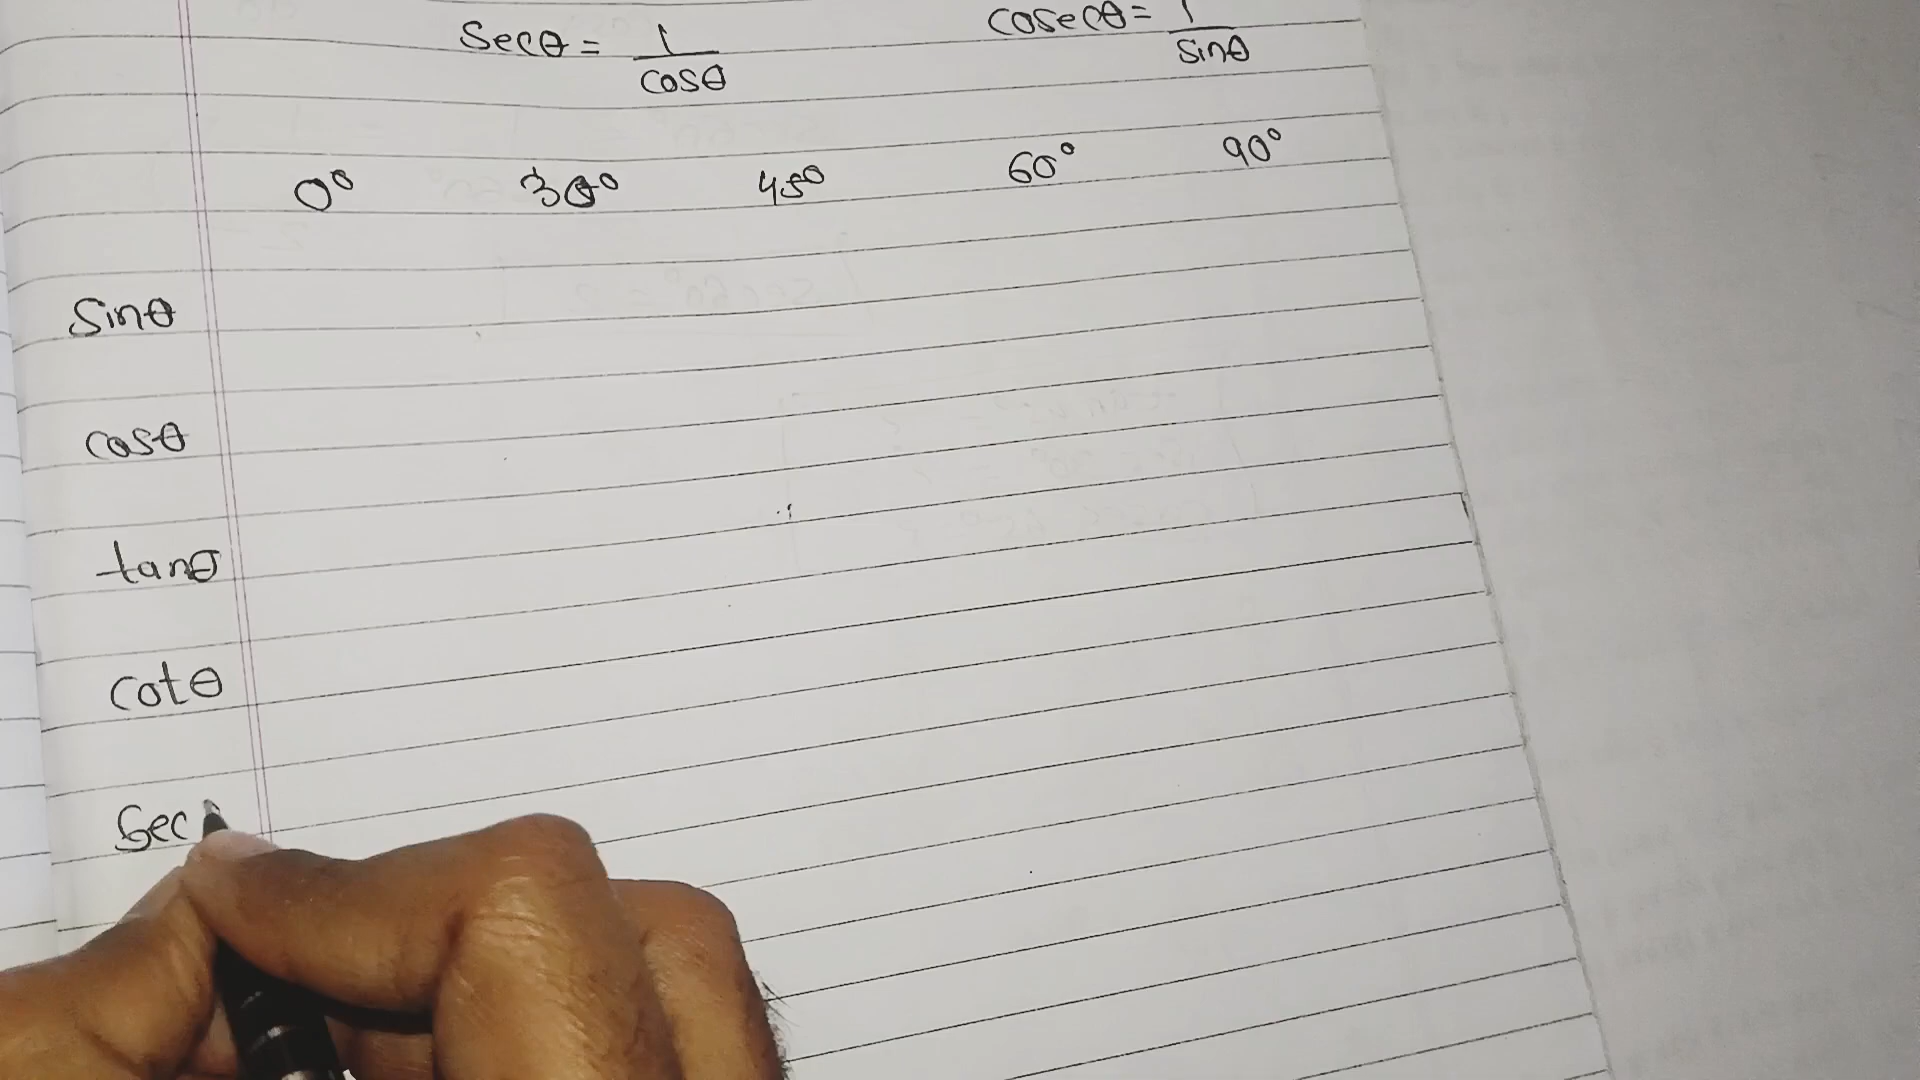 Secθ = 1/cosθ cosecθ = 1/sinθ
0° 30° 45° 60° 90°
Sinθ
cosθ
tanθ
cotθ
Sec